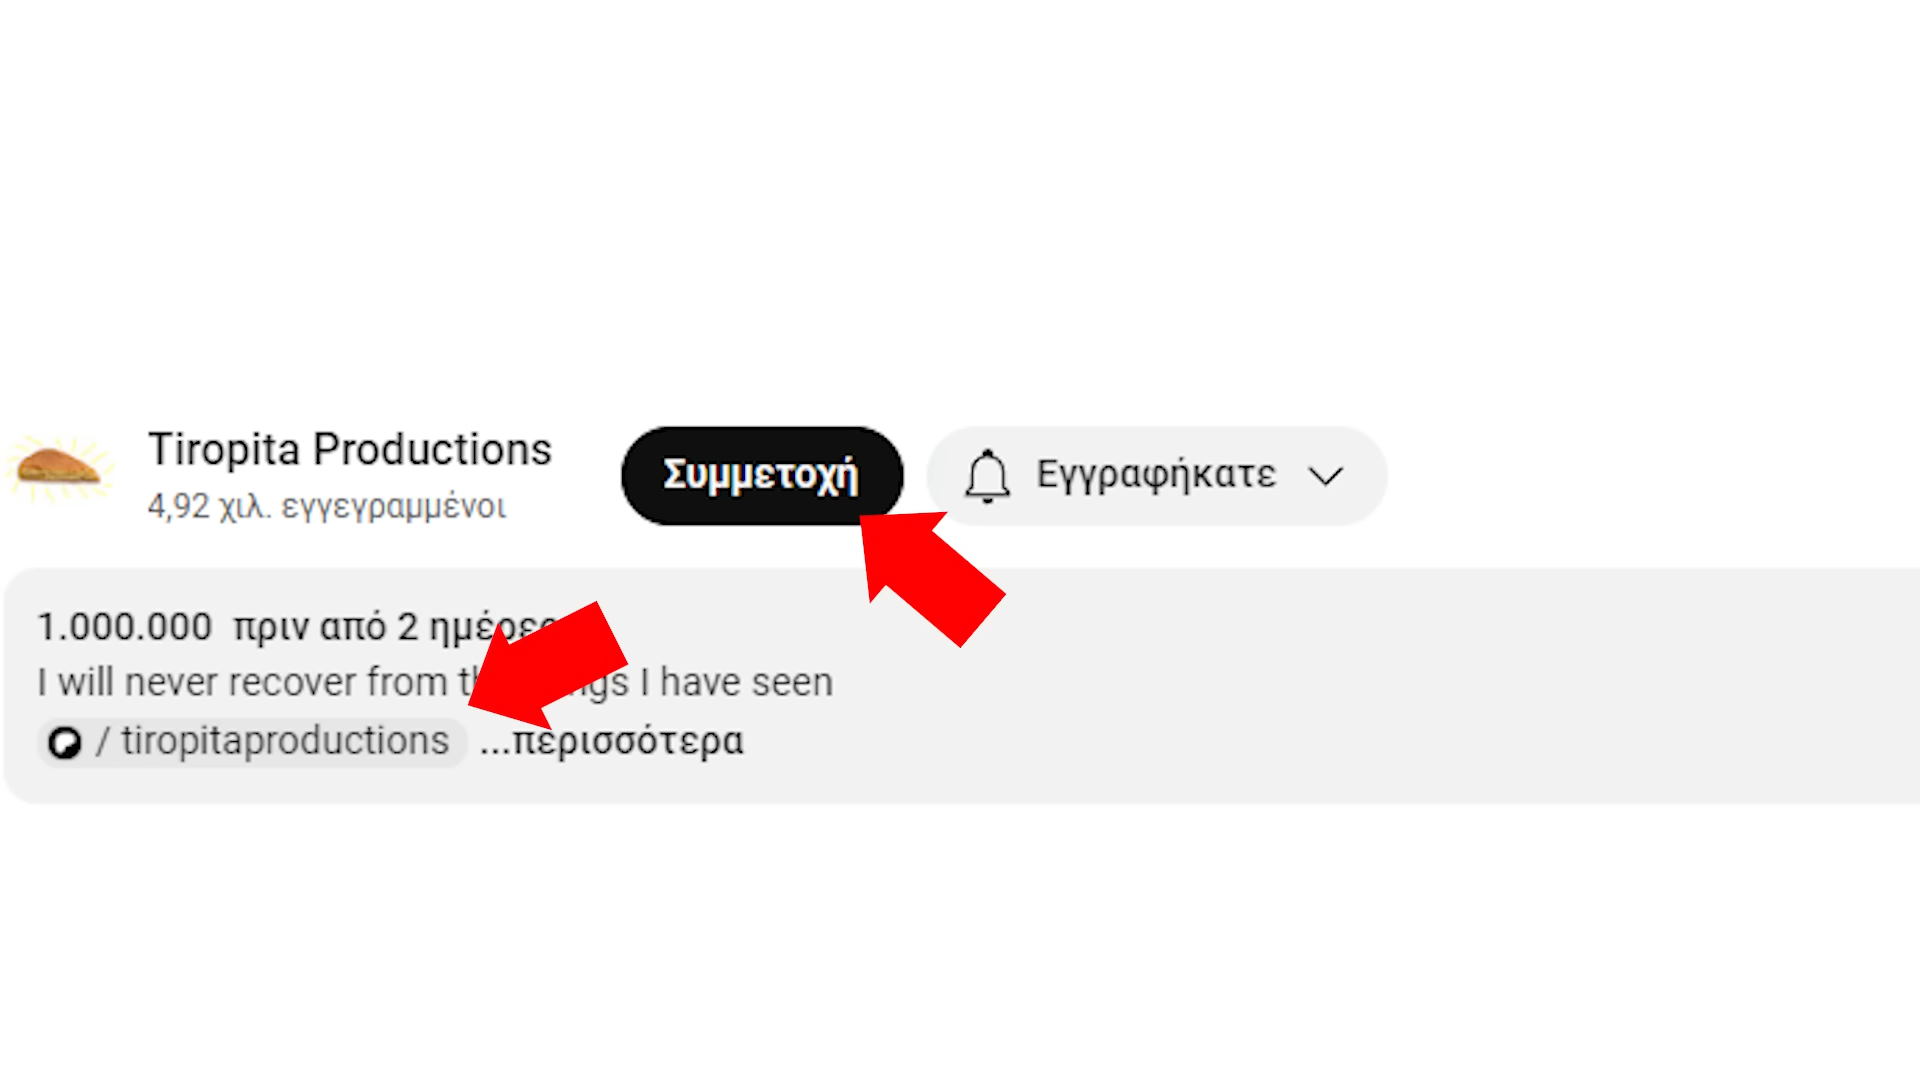 Tiropita Productions
4,92 χιλ. εγγεγραμμένοι
Συμμετοχή
Εγγραφήκατε
1.000.000 πριν από 2 ημέρες
I will never recover from I have seen
/ tiropitaproductions ...περισσότερα